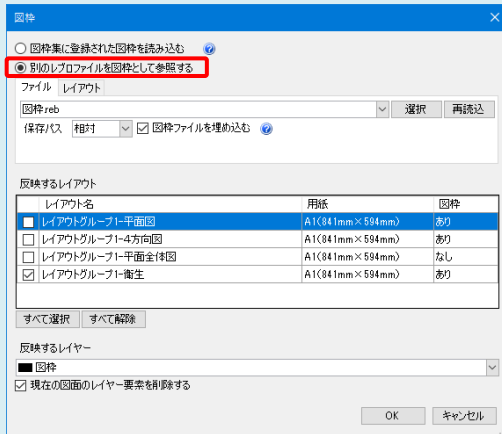 図枠
図枠集に登録された図枠を読み込む
別のレブロファイルを図枠として参照する
ファイル レイアウト
図枠.reb 選択 再読込
保存パス 相対 図枠ファイルを埋め込む
反映するレイアウト
レイアウト名 用紙 図枠
レイアウトグループ1-平面図 A1(841mm×594mm) あり
レイアウトグループ1-4方向図 A1(841mm×594mm) あり
レイアウトグループ1-平面全体図 A1(841mm×594mm) なし
レイアウトグループ1-衛生 A1(841mm×594mm) あり
すべて選択 すべて解除
反映するレイヤー
図枠
現在の図面のレイヤー要素を削除する
OK キャンセル